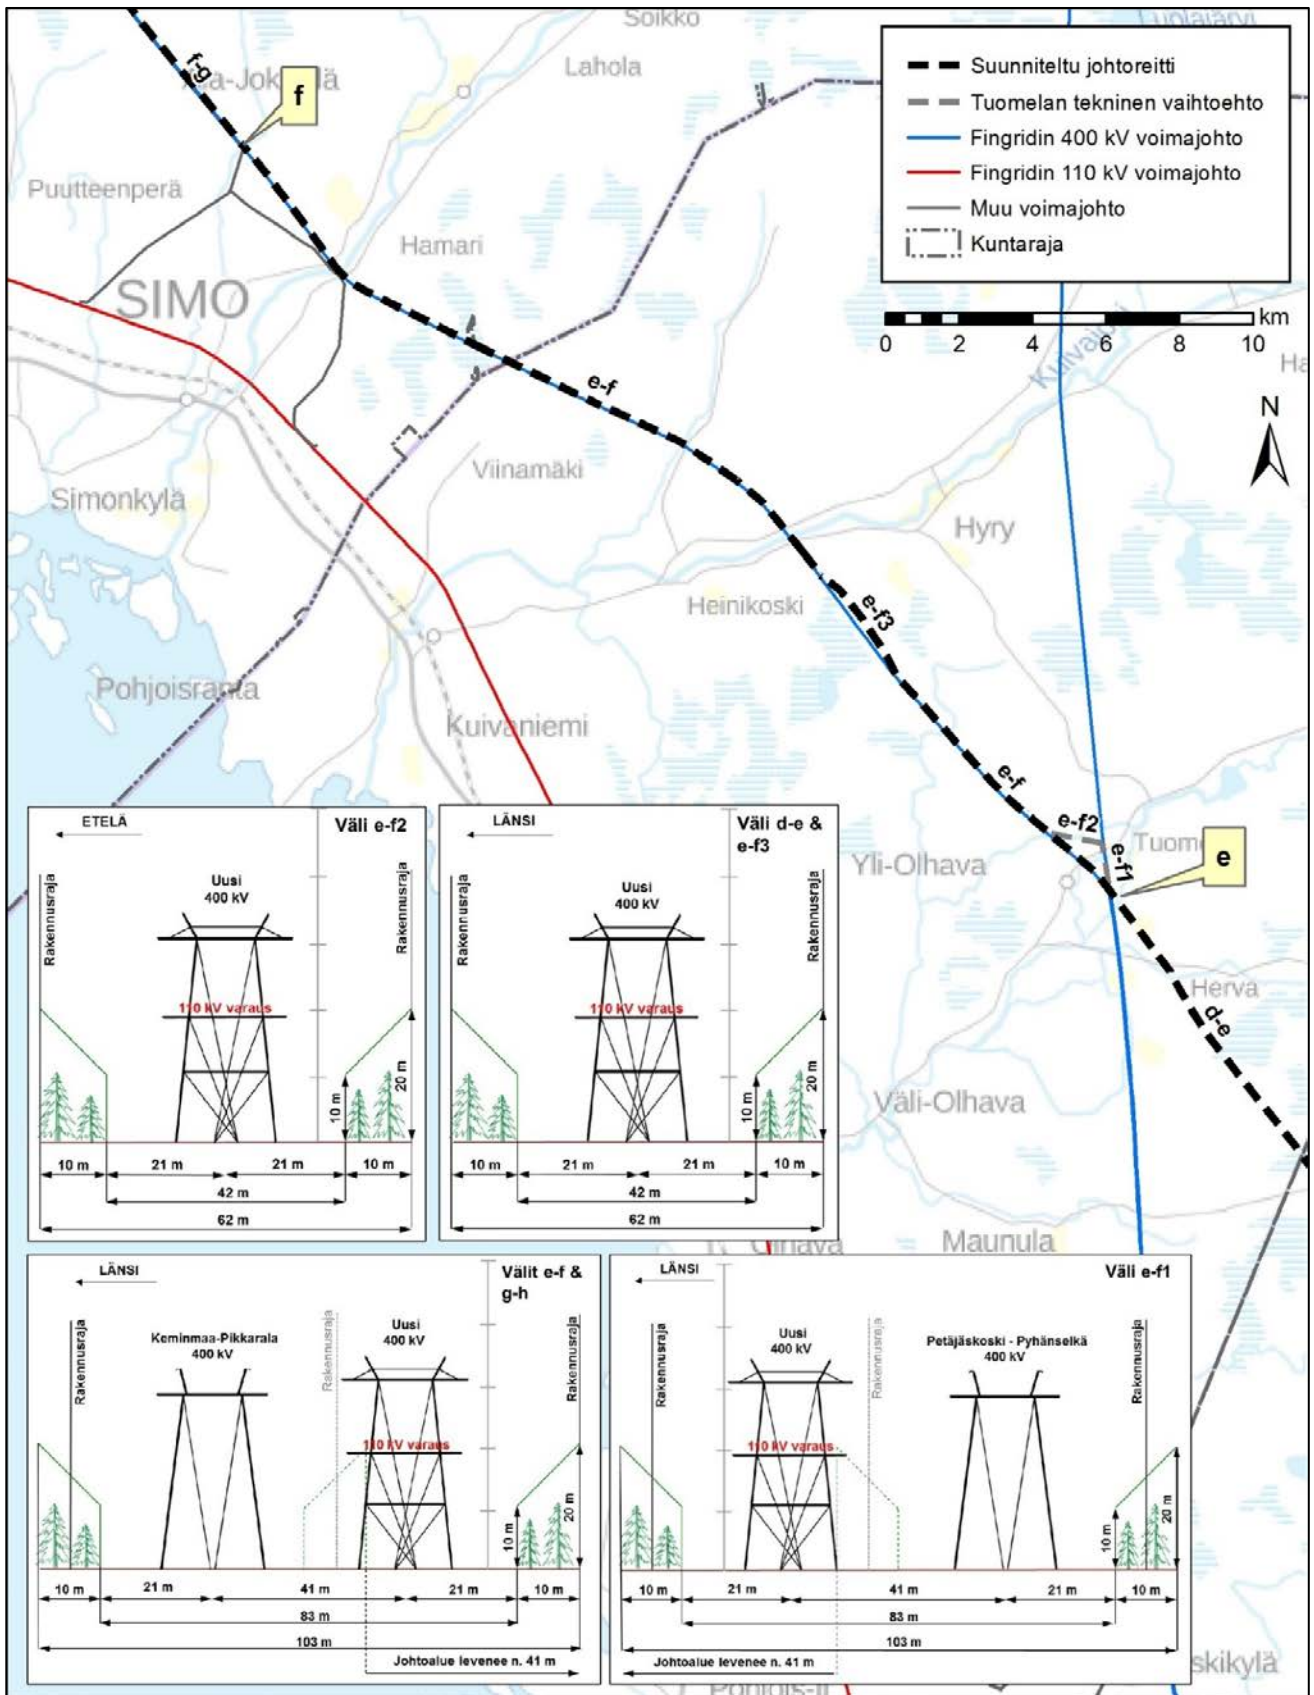 Soikko
Luolajärvi
Lahola
f-g
f
Puutteenperä
Hamari
SIMO
Suunniteltu johtoreitti
Tuomelan tekninen vaihtoehto
Fingridin 400 kV voimajohto
Fingridin 110 kV voimajohto
Muu voimajohto
Kuntaraja
km
0 2 4 6 8 10
N
e-f
Viinamäki
Simonkylä
Hyry
Heinikoski
e-f3
Pohjoisranta
Kuivaniemi
e-f
e-f2
e-f1
e
Yli-Olhava
Herva
d-e
Väli-Olhava
Maunula
Olhava
skikylä
ETELÄ
Väli e-f2
Rakennusraja
Uusi
400 kV
Rakennusraja
110 kV varaus
10 m
20 m
10 m 21 m 21 m 10 m
42 m
62 m
LÄNSI
Väli d-e &
e-f3
Rakennusraja
Uusi
400 kV
Rakennusraja
110 kV varaus
10 m
20 m
10 m 21 m 21 m 10 m
42 m
62 m
LÄNSI
Välit e-f &
g-h
Rakennusraja
Keminmaa-Pikkarala
400 kV
Rakennusraja
Uusi
400 kV
Rakennusraja
110 kV varaus
10 m
20 m
10 m 21 m 41 m 21 m 10 m
83 m
103 m
Johtoalue levenee n. 41 m
LÄNSI
Väli e-f1
Rakennusraja
Uusi
400 kV
Rakennusraja
Petäjäskoski - Pyhänselkä
400 kV
Rakennusraja
110 kV varaus
10 m
20 m
10 m 21 m 41 m 21 m 10 m
83 m
103 m
Johtoalue levenee n. 41 m